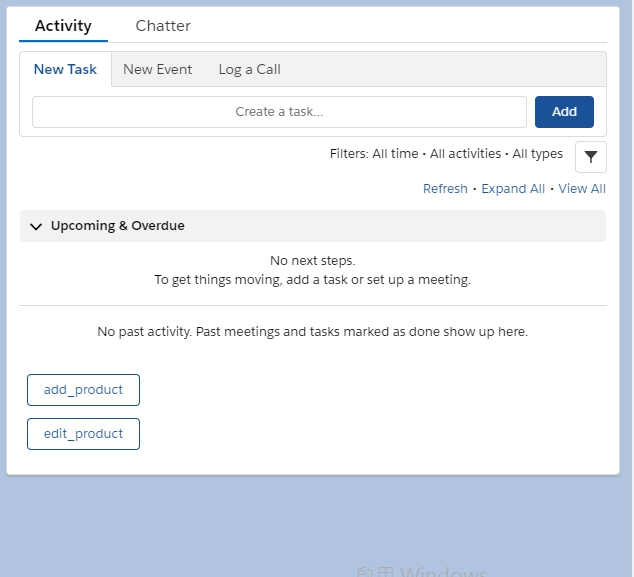 Activity
Chatter
New Task
New Event
Log a Call
Create a task...
Add
Filters: All time • All activities • All types
Refresh • Expand All • View All
Upcoming & Overdue
No next steps.
To get things moving, add a task or set up a meeting.
No past activity. Past meetings and tasks marked as done show up here.
add_product
edit_product
啟用 Windows